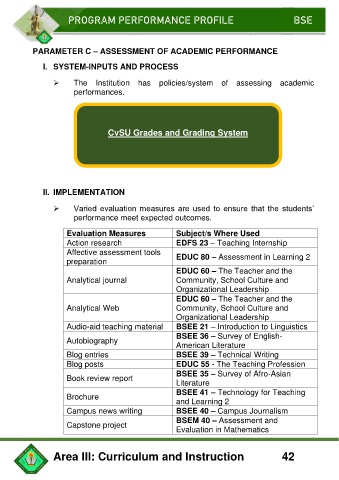 PROGRAM PERFORMANCE PROFILE BSE
PARAMETER C – ASSESSMENT OF ACADEMIC PERFORMANCE
I. SYSTEM-INPUTS AND PROCESS
➢ The Institution has policies/system of assessing academic
performances.
CvSU Grades and Grading System
II. IMPLEMENTATION
➢ Varied evaluation measures are used to ensure that the students'
performance meet expected outcomes.
Evaluation Measures Subject/s Where Used
Action research EDFS 23 – Teaching Internship
Affective assessment tools
preparation
EDUC 80 – Assessment in Learning 2
Analytical journal
EDUC 60 – The Teacher and the
Community, School Culture and
Organizational Leadership
Analytical Web
EDUC 60 – The Teacher and the
Community, School Culture and
Organizational Leadership
Audio-aid teaching material BSEE 21 – Introduction to Linguistics
Autobiography
BSEE 36 – Survey of English-
American Literature
Blog entries BSEE 39 – Technical Writing
Blog posts EDUC 55 - The Teaching Profession
Book review report
BSEE 35 – Survey of Afro-Asian
Literature
Brochure
BSEE 41 – Technology for Teaching
and Learning 2
Campus news writing BSEE 40 – Campus Journalism
Capstone project
BSEM 40 – Assessment and
Evaluation in Mathematics
Area III: Curriculum and Instruction 42